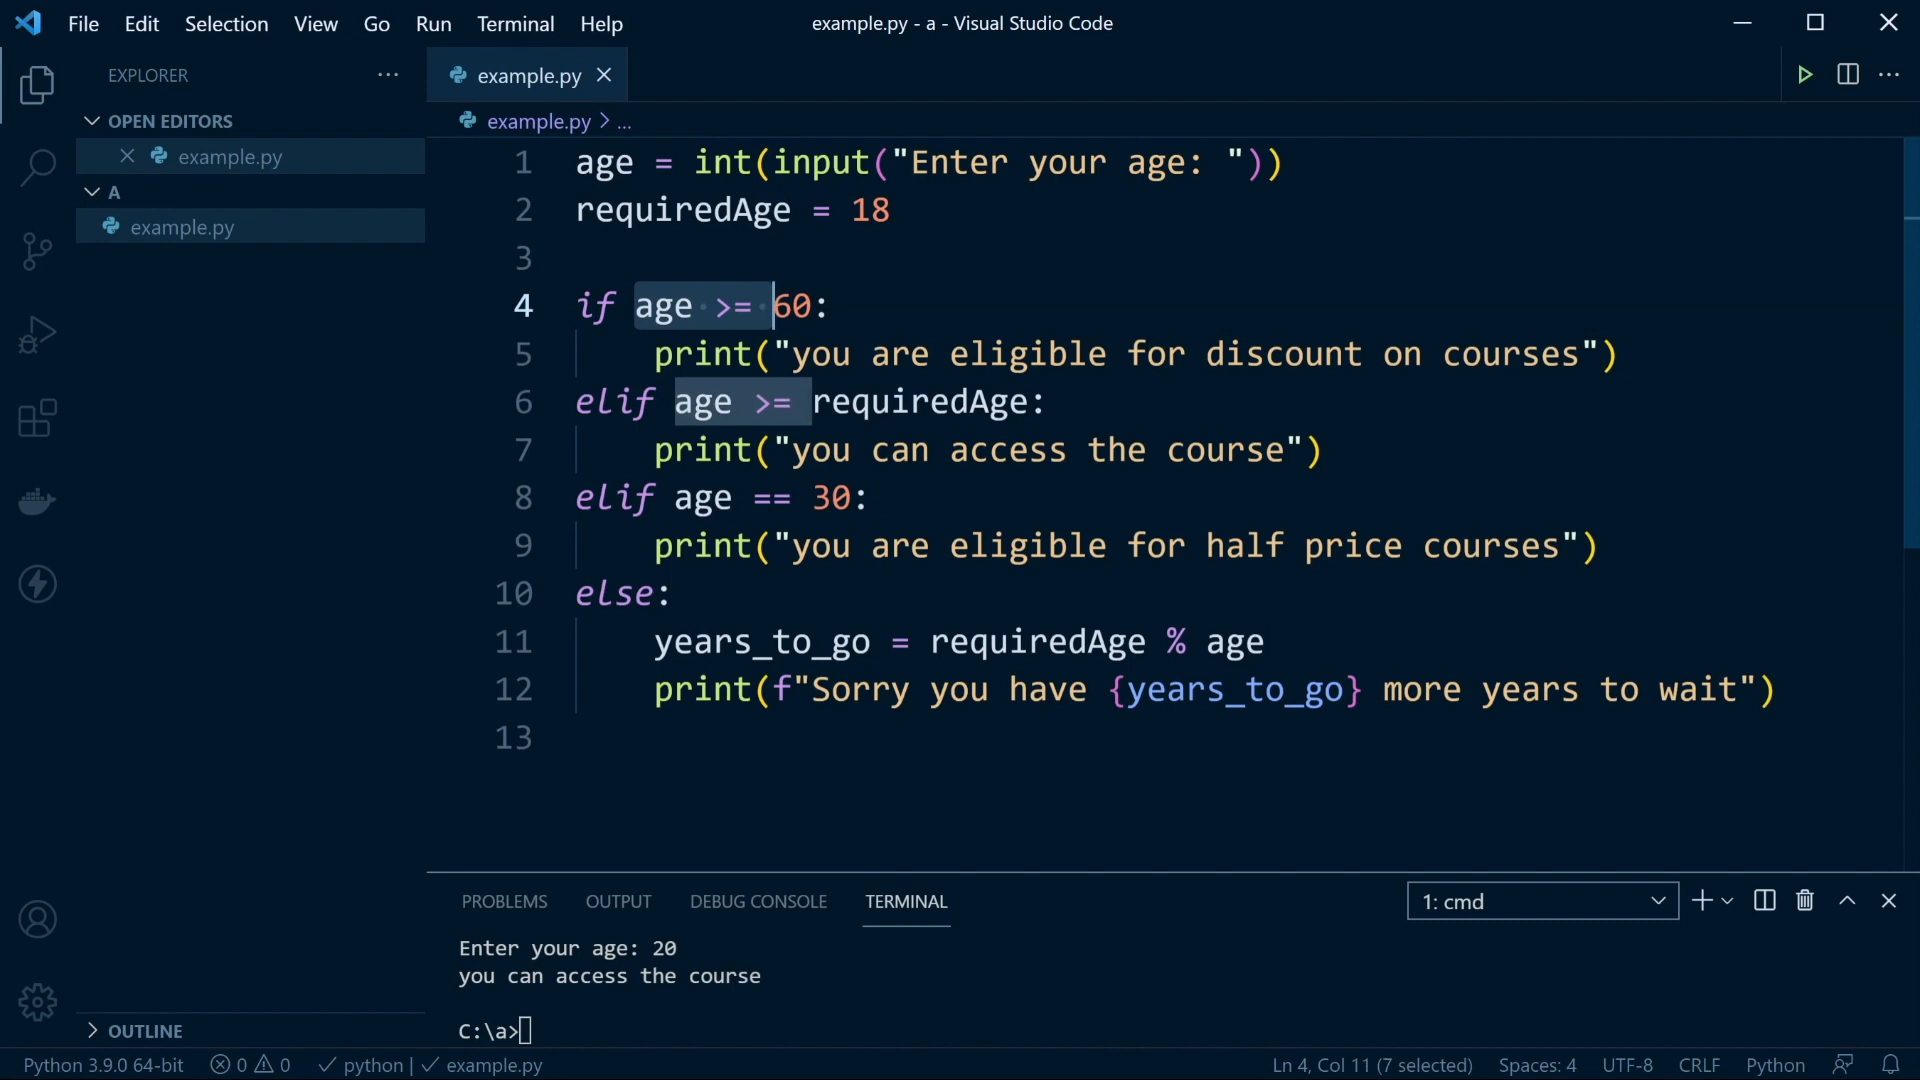 File Edit Selection View Go Run Terminal Help
example.py - a - Visual Studio Code
EXPLORER
example.py
OPEN EDITORS
example.py > ...
example.py
A
example.py
1 age = int(input("Enter your age: "))
2 requiredAge = 18
3
4 if age >= 60:
5 print("you are eligible for discount on courses")
6 elif age >= requiredAge:
7 print("you can access the course")
8 elif age == 30:
9 print("you are eligible for half price courses")
10 else:
11 years_to_go = requiredAge % age
12 print(f"Sorry you have {years_to_go} more years to wait")
13
PROBLEMS OUTPUT DEBUG CONSOLE TERMINAL
1: cmd
Enter your age: 20
you can access the course
C:\a>
OUTLINE
Python 3.9.0 64-bit 0 0 python | example.py Ln 4, Col 11 (7 selected) Spaces: 4 UTF-8 CRLF Python